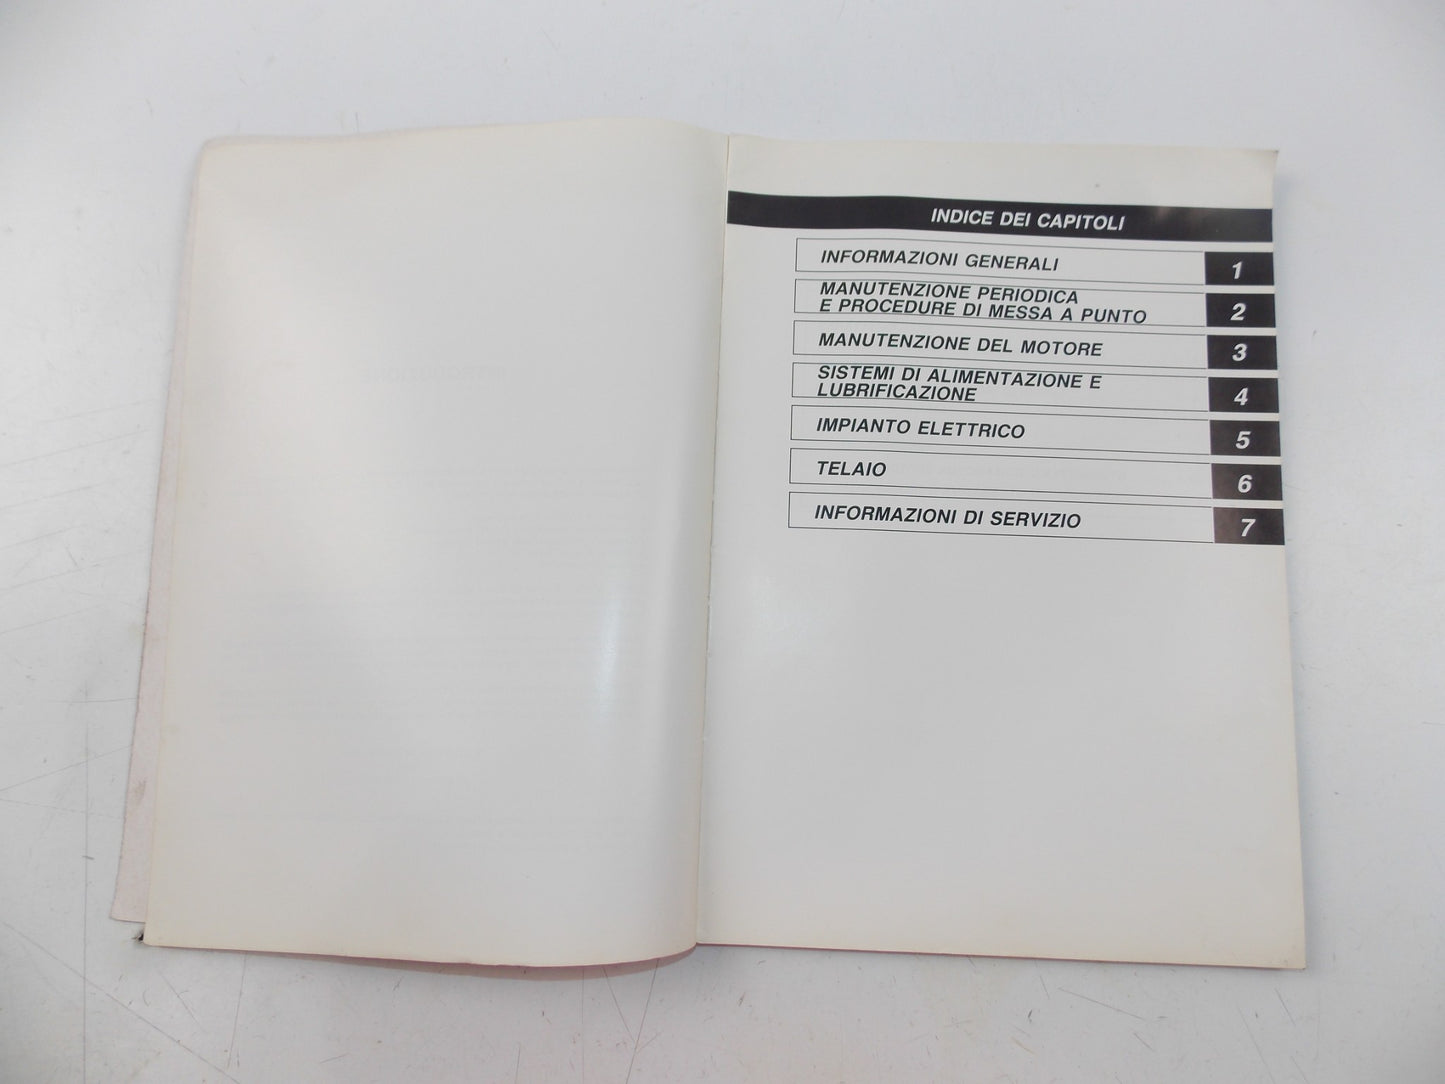 INDICE DEI CAPITOLI
INFORMAZIONI GENERALI 1
MANUTENZIONE PERIODICA
E PROCEDURE DI MESSA A PUNTO 2
MANUTENZIONE DEL MOTORE 3
SISTEMI DI ALIMENTAZIONE E
LUBRIFICAZIONE 4
IMPIANTO ELETTRICO 5
TELAIO 6
INFORMAZIONI DI SERVIZIO 7